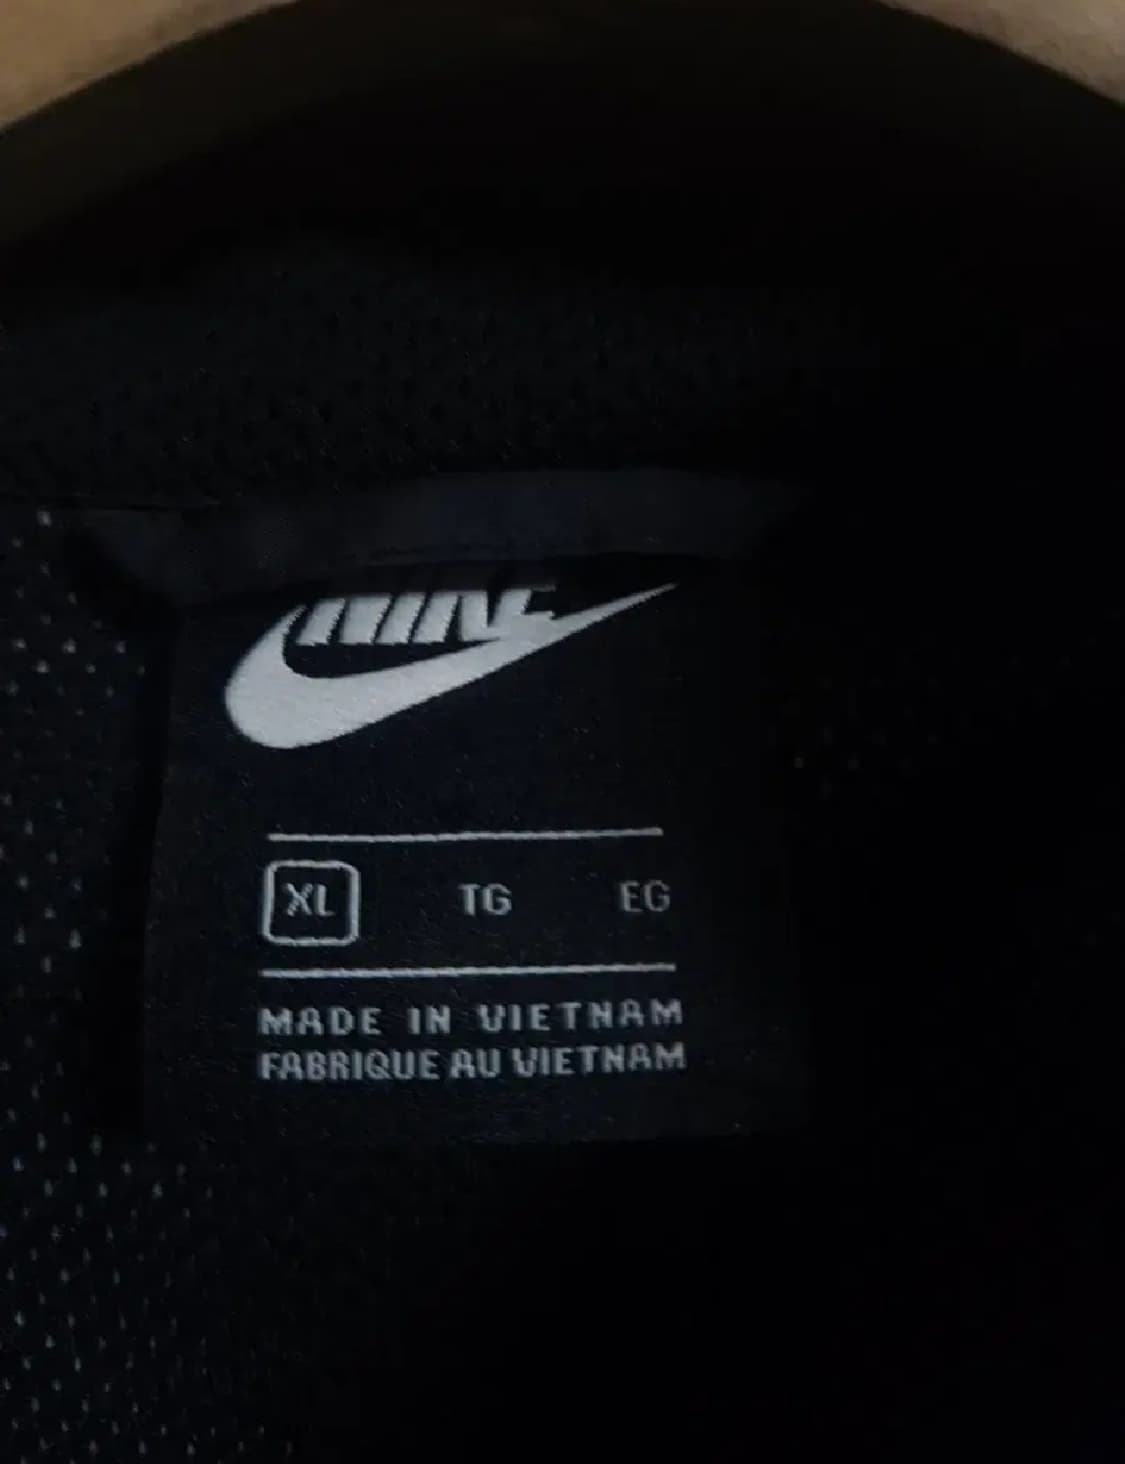 NIKE
XL TG EG
MADE IN VIETNAM
FABRIQUE AU VIETNAM